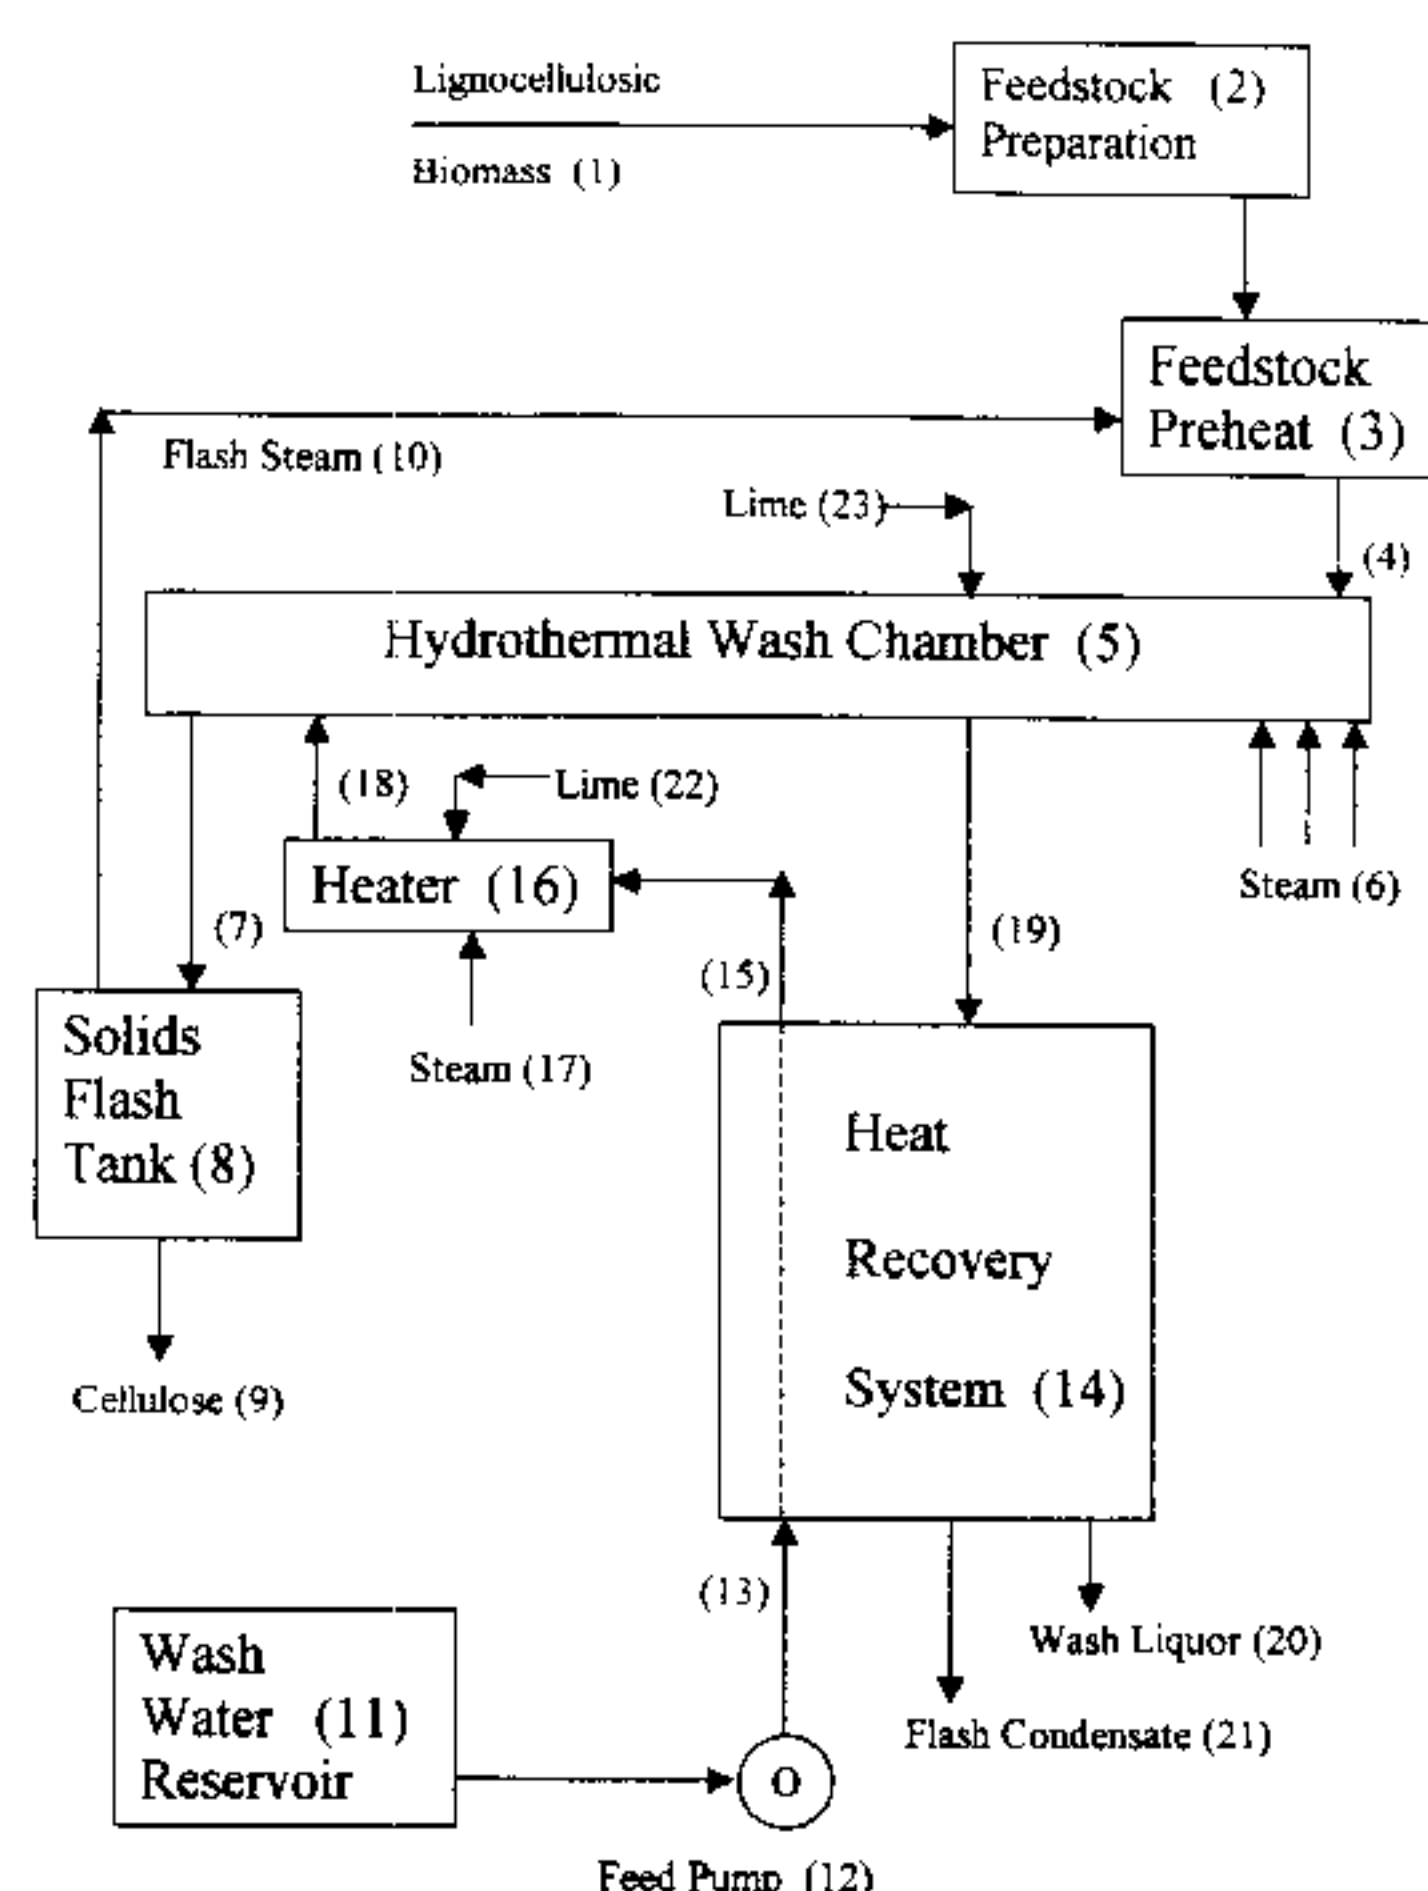 Lignocellulosic
Biomass (1)
Feedstock (2)
Preparation
Feedstock
Preheat (3)
Flash Steam (10)
Lime (23)
(4)
Hydrothermal Wash Chamber (5)
(18)
Lime (22)
Heater (16)
Steam (6)
(7)
(19)
(15)
Solids
Flash
Tank (8)
Steam (17)
Heat
Recovery
System (14)
Cellulose (9)
(13)
Wash
Water (11)
Reservoir
Wash Liquor (20)
Flash Condensate (21)
O
Feed Pump (12)